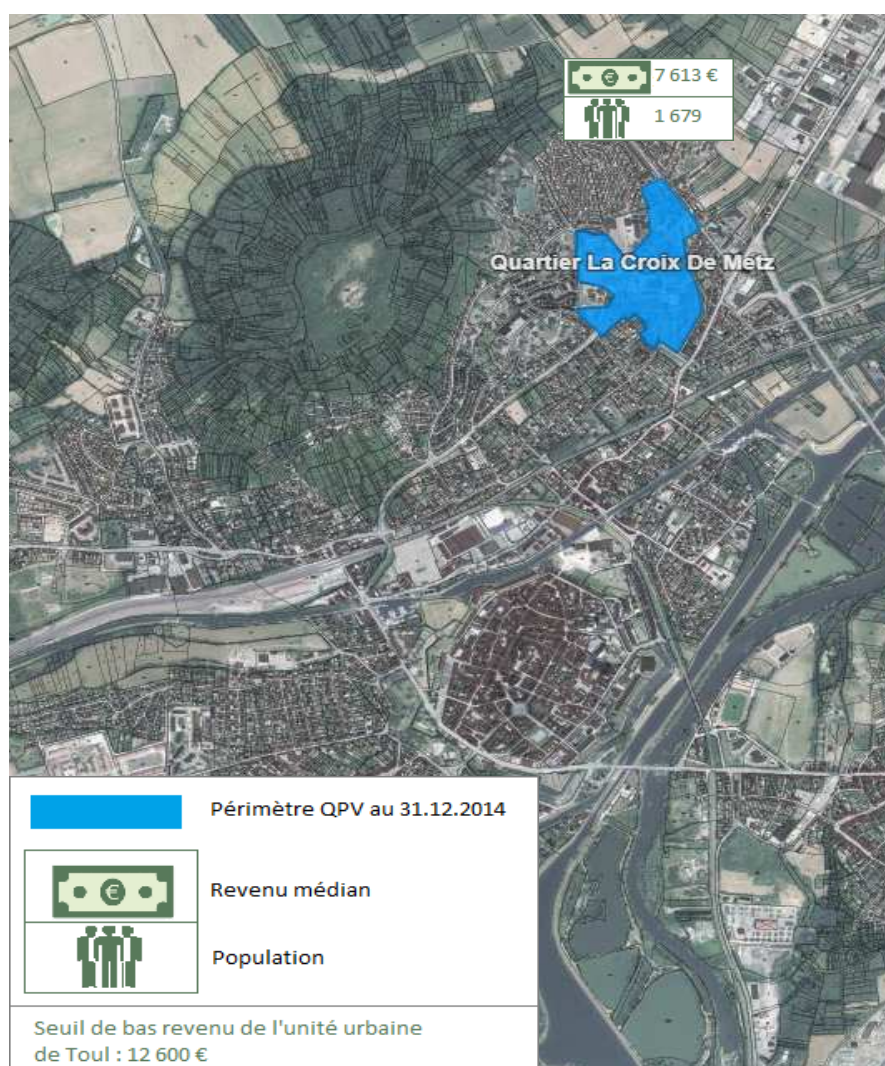 7 613 €
1 679
Quartier La Croix De Metz
Périmètre QPV au 31.12.2014
Revenu médian
Population
Seuil de bas revenu de l'unité urbaine
de Toul : 12 600 €